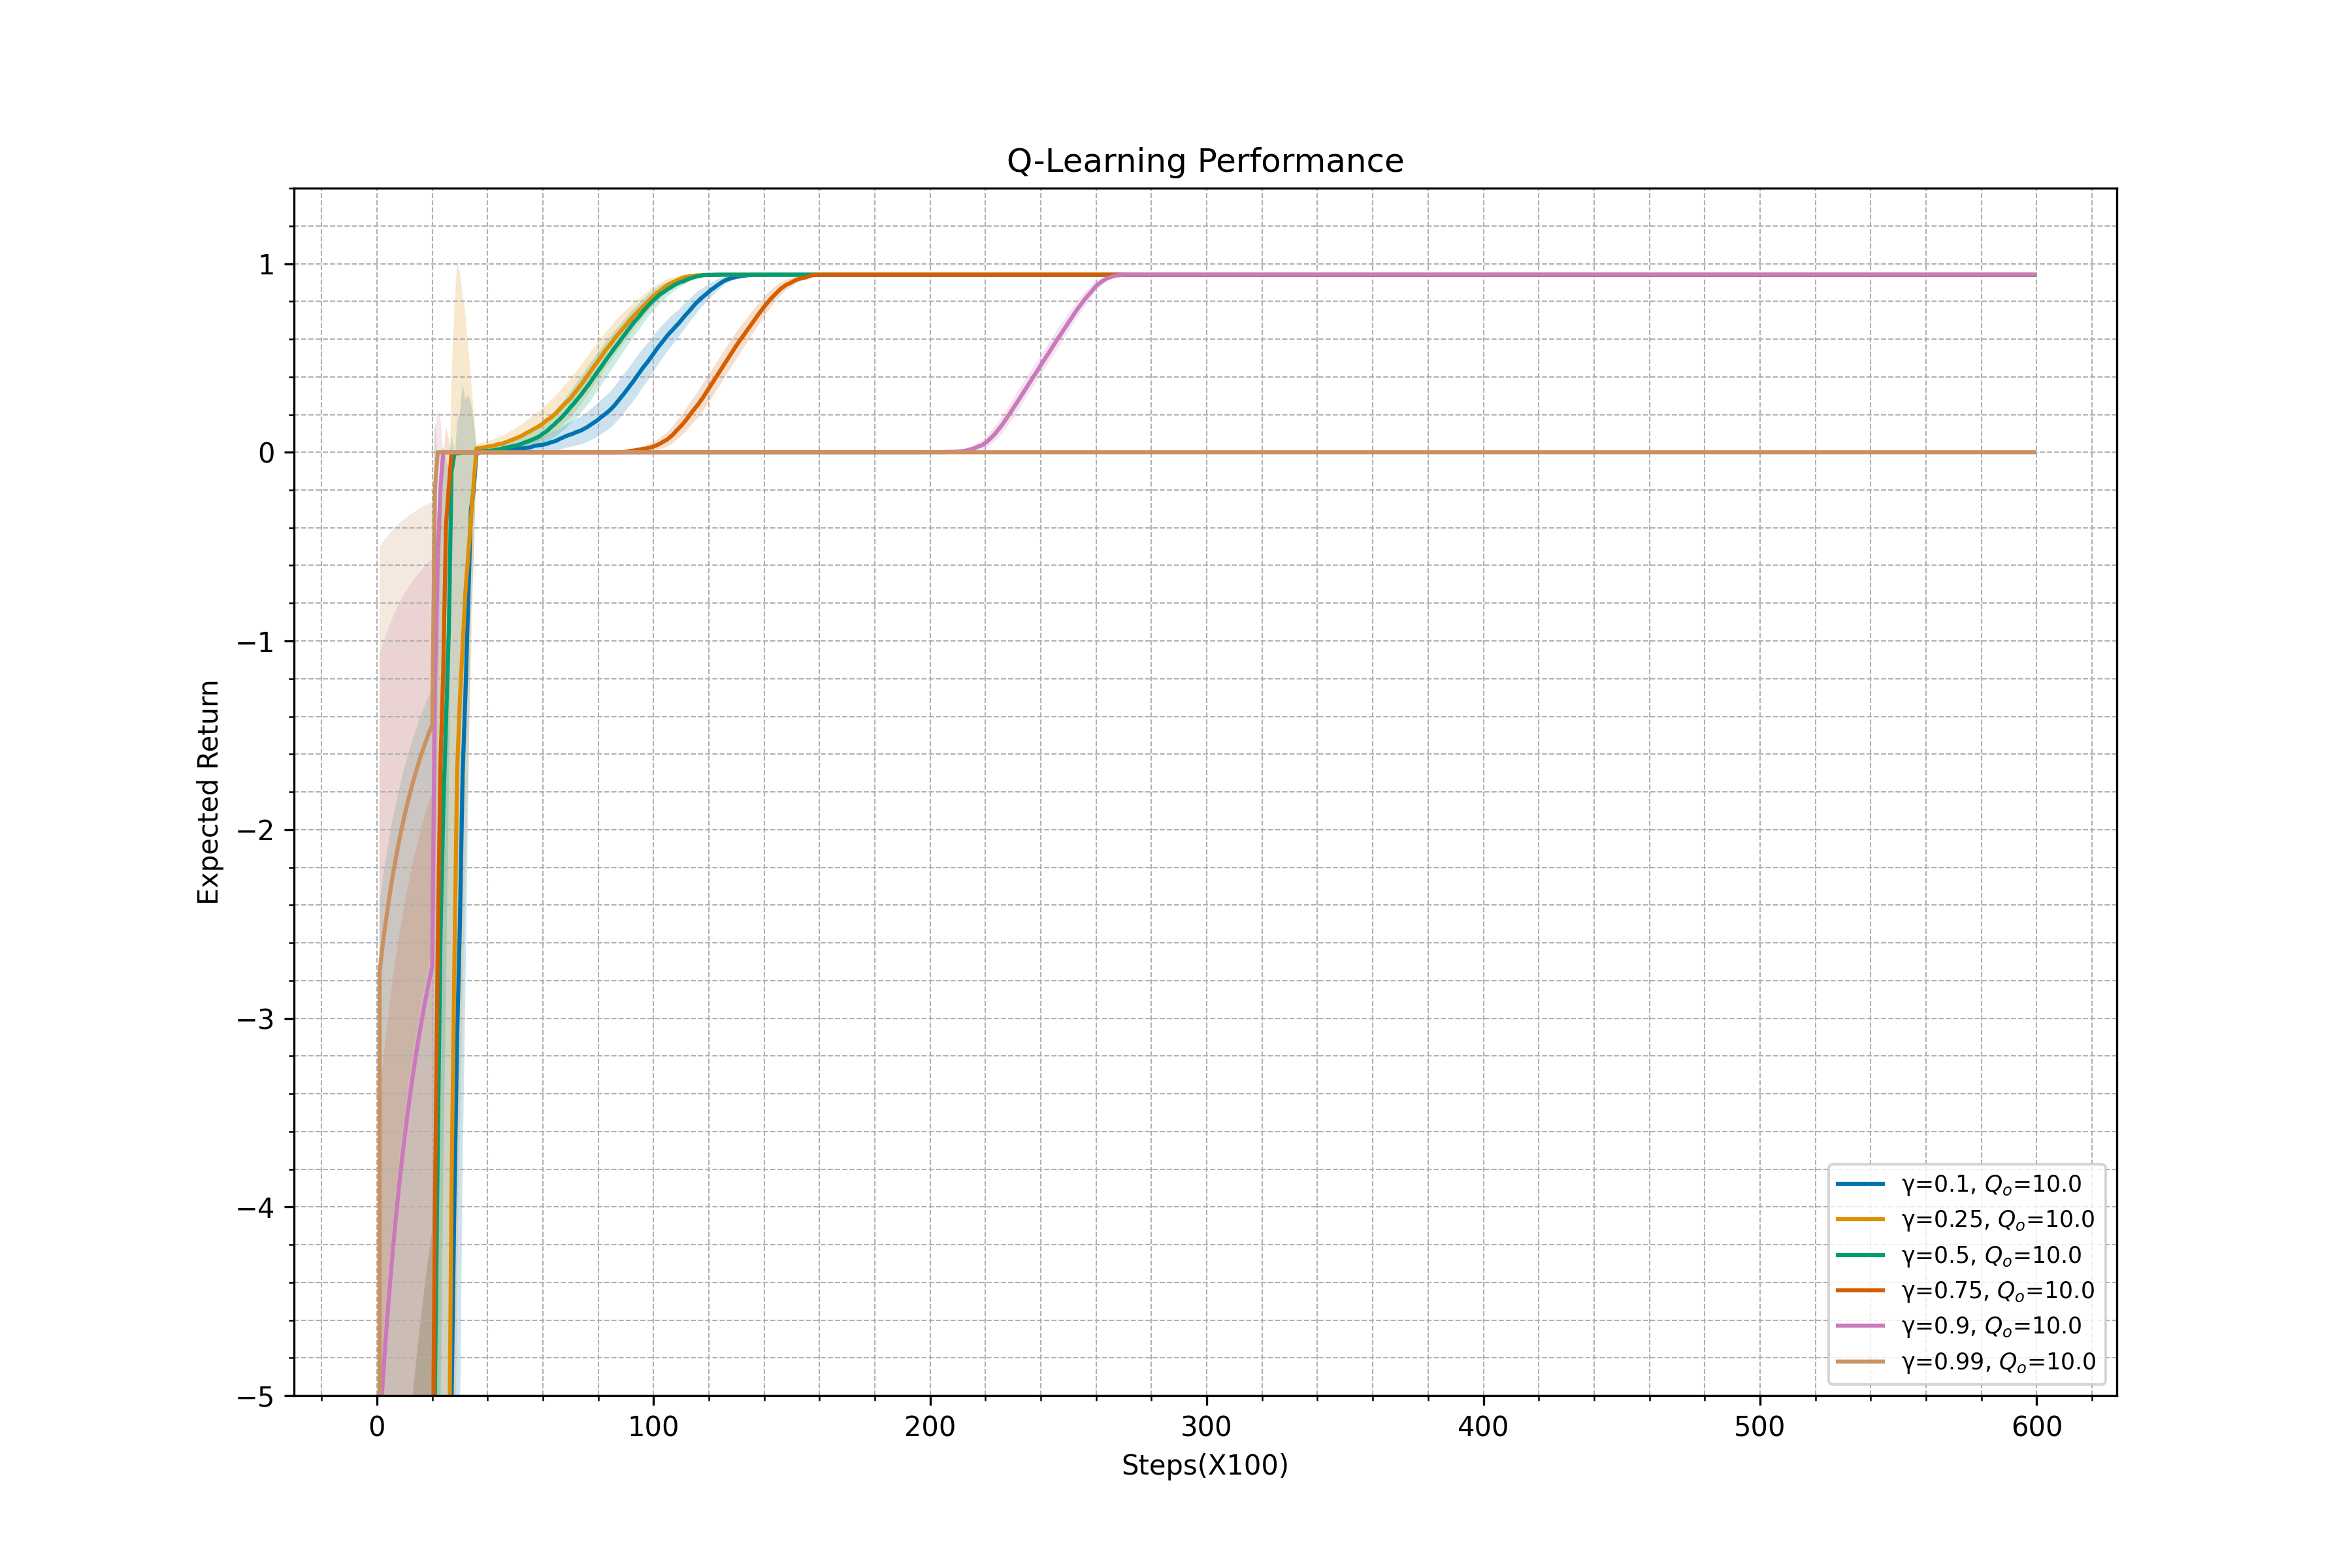 Q-Learning Performance
Expected Return
1
0
−1
−2
−3
−4
−5
0 100 200 300 400 500 600
Steps(X100)
γ=0.1, Qₒ=10.0
γ=0.25, Qₒ=10.0
γ=0.5, Qₒ=10.0
γ=0.75, Qₒ=10.0
γ=0.9, Qₒ=10.0
γ=0.99, Qₒ=10.0